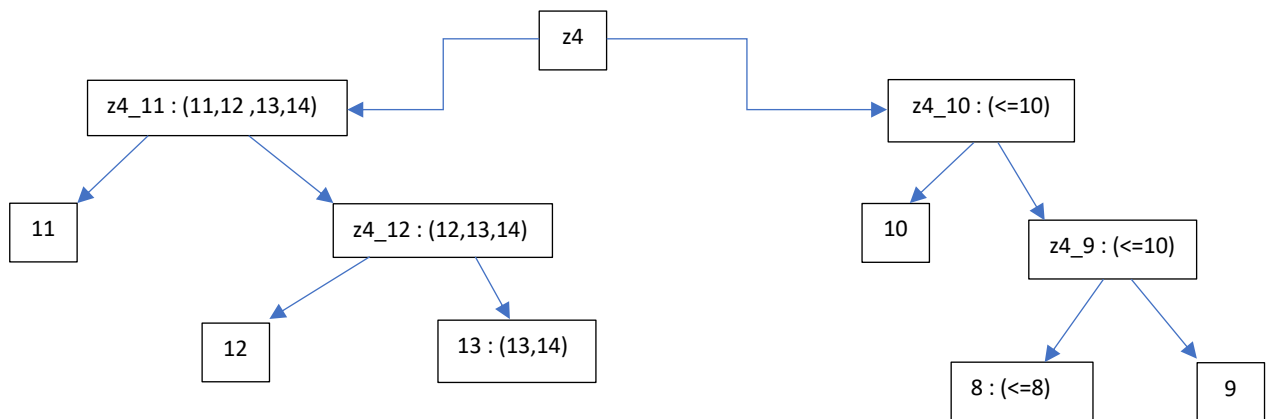 z4
z4_11 : (11,12 ,13,14)
z4_10 : (<=10)
11
z4_12 : (12,13,14)
10
z4_9 : (<=10)
12
13 : (13,14)
8 : (<=8)
9